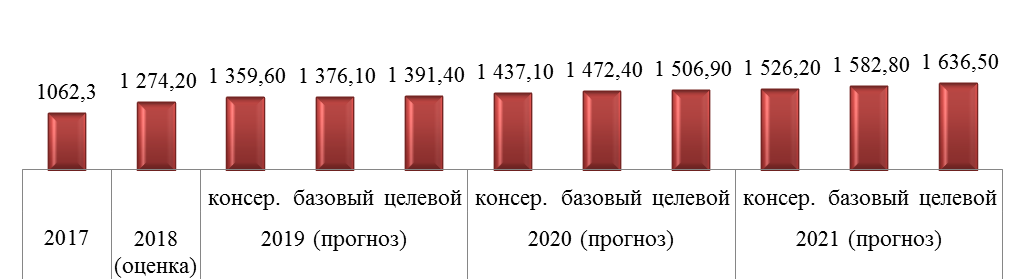 1062,3 1 274,20 1 359,60 1 376,10 1 391,40 1 437,10 1 472,40 1 506,90 1 526,20 1 582,80 1 636,50
консер. базовый целевой консер. базовый целевой консер. базовый целевой
2017 2018 2019 (прогноз) 2020 (прогноз) 2021 (прогноз)
(оценка)